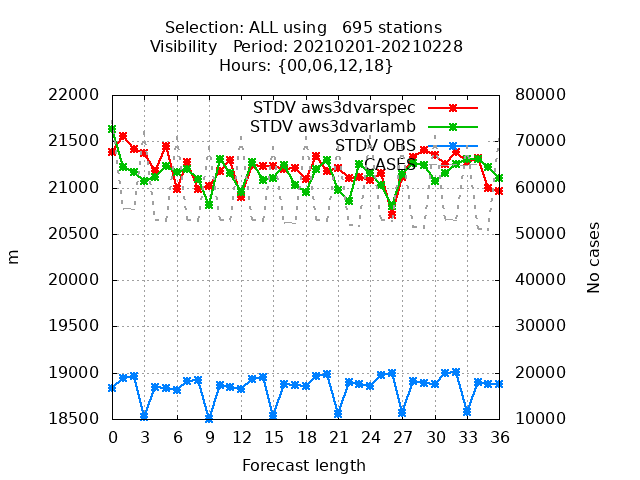 Selection: ALL using   695 stations
Visibility   Period: 20210201-20210228
Hours: {00,06,12,18}
22000
80000
STDV aws3dvarspec
STDV aws3dvarlamb
21500
70000
STDV OBS
CASES
21000
60000
20500
50000
m
No cases
20000
40000
19500
30000
19000
20000
18500
10000
0 3 6 9 12 15 18 21 24 27 30 33 36
Forecast length